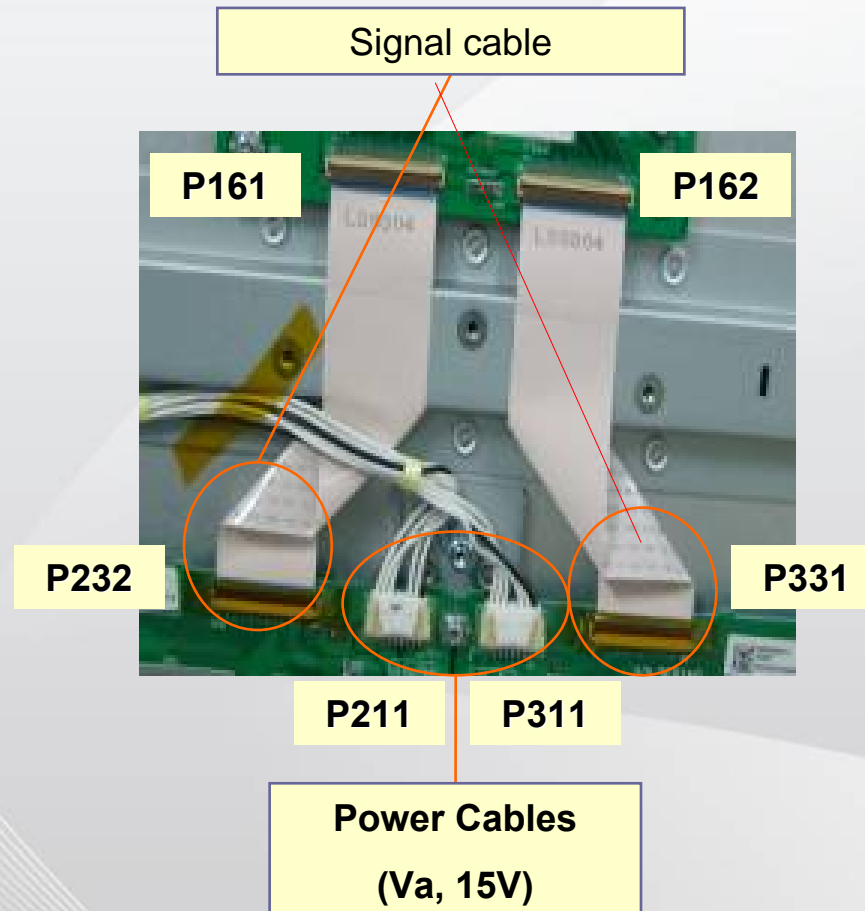 Signal cable
P161
P162
P232
P331
P211
P311
Power Cables
(Va, 15V)